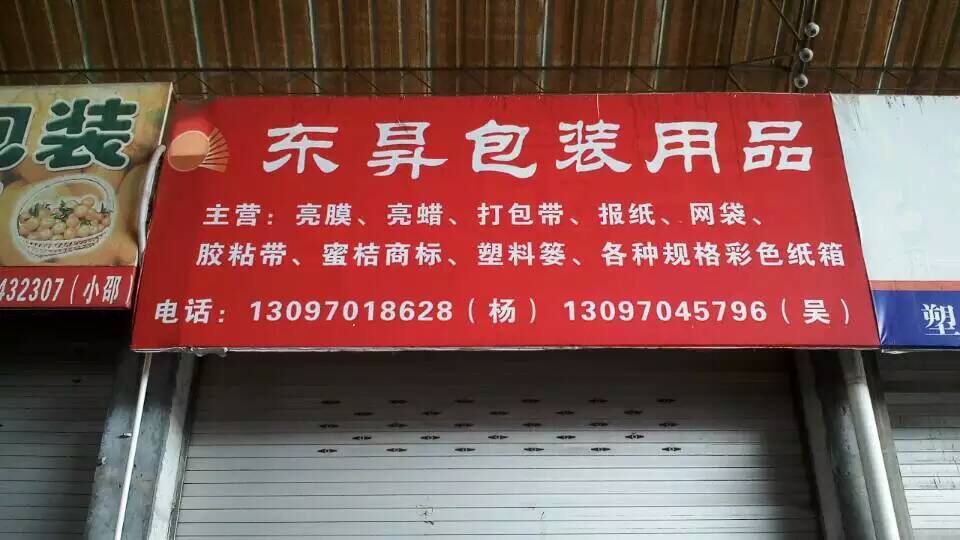 包装
432307（小邵）
东昇包装用品
主营：亮膜、亮蜡、打包带、报纸、网袋、
胶粘带、蜜桔商标、塑料篓、各种规格彩色纸箱
电话：13097018628（杨） 13097045796（吴）
塑